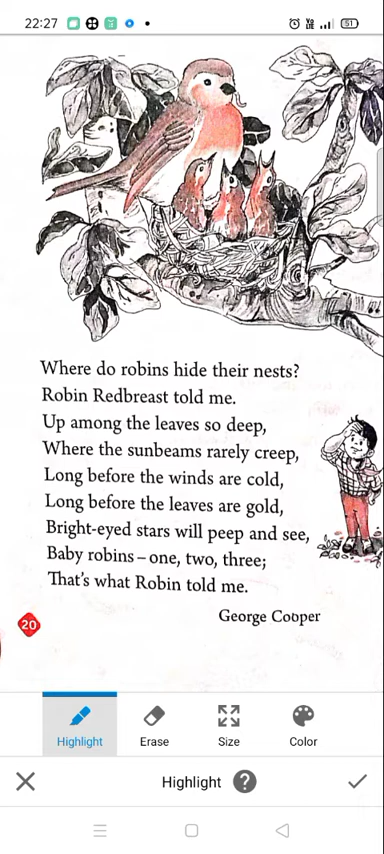 22:27
51
Where do robins hide their nests?
Robin Redbreast told me.
Up among the leaves so deep,
Where the sunbeams rarely creep,
Long before the winds are cold,
Long before the leaves are gold,
Bright-eyed stars will peep and see,
Baby robins – one, two, three;
That's what Robin told me.
George Cooper
20
Highlight
Erase
Size
Color
Highlight ?